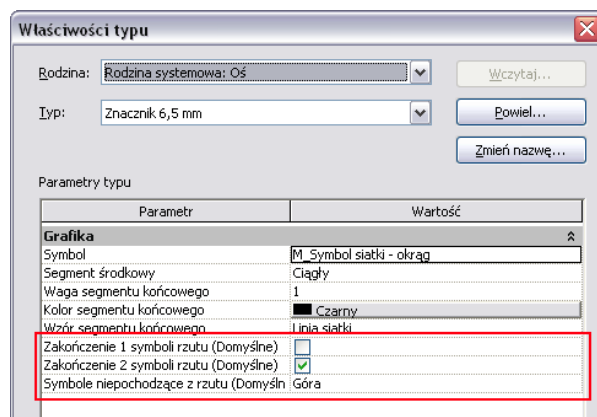 Właściwości typu
Rodzina: Rodzina systemowa: Oś Wczytaj...
Typ: Znacznik 6,5 mm Powiel...
Zmień nazwę...
Parametry typu
Parametr Wartość
Grafika
Symbol M_Symbol siatki - okrąg
Segment środkowy Ciągły
Waga segmentu końcowego 1
Kolor segmentu końcowego Czarny
Wzór segmentu końcowego Linia siatki
Zakończenie 1 symboli rzutu (Domyślne)
Zakończenie 2 symboli rzutu (Domyślne)
Symbole niepochodzące z rzutu (Domyśln Góra